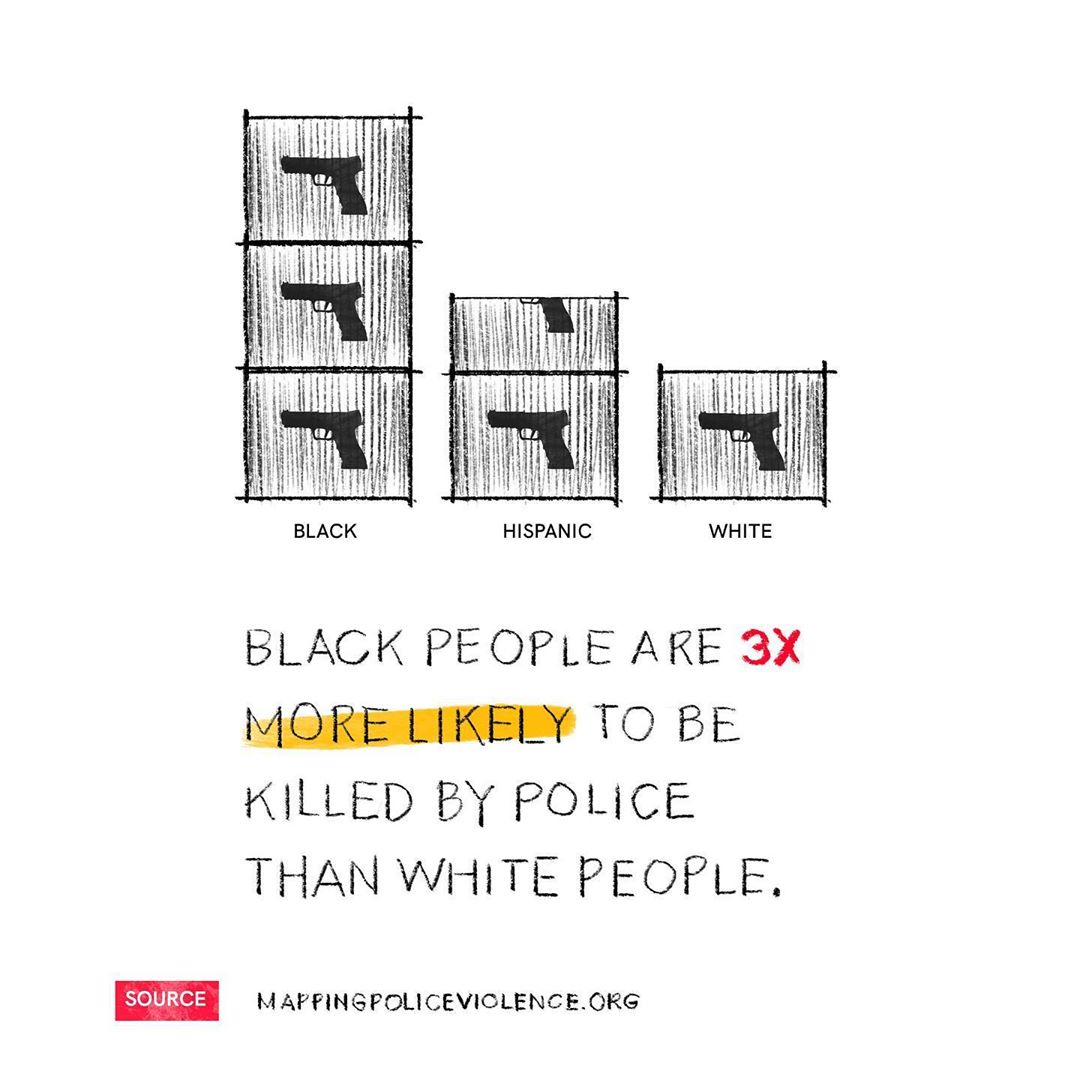 BLACK
HISPANIC
WHITE
BLACK PEOPLE ARE 3X
MORE LIKELY TO BE
KILLED BY POLICE
THAN WHITE PEOPLE.
SOURCE
MAPPINGPOLICEVIOLENCE.ORG